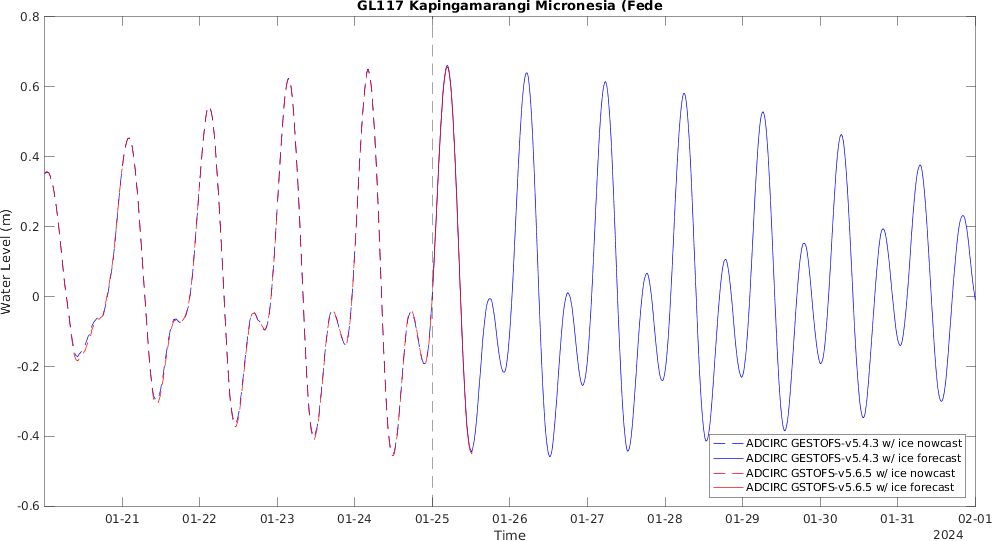 GL117 Kapingamarangi Micronesia (Fede
Water Level (m)
0.8
0.6
0.4
0.2
0
-0.2
-0.4
-0.6
01-21 01-22 01-23 01-24 01-25 01-26 01-27 01-28 01-29 01-30 01-31 02-01
Time
2024
ADCIRC GESTOFS-v5.4.3 w/ ice nowcast
ADCIRC GESTOFS-v5.4.3 w/ ice forecast
ADCIRC GSTOFS-v5.6.5 w/ ice nowcast
ADCIRC GSTOFS-v5.6.5 w/ ice forecast